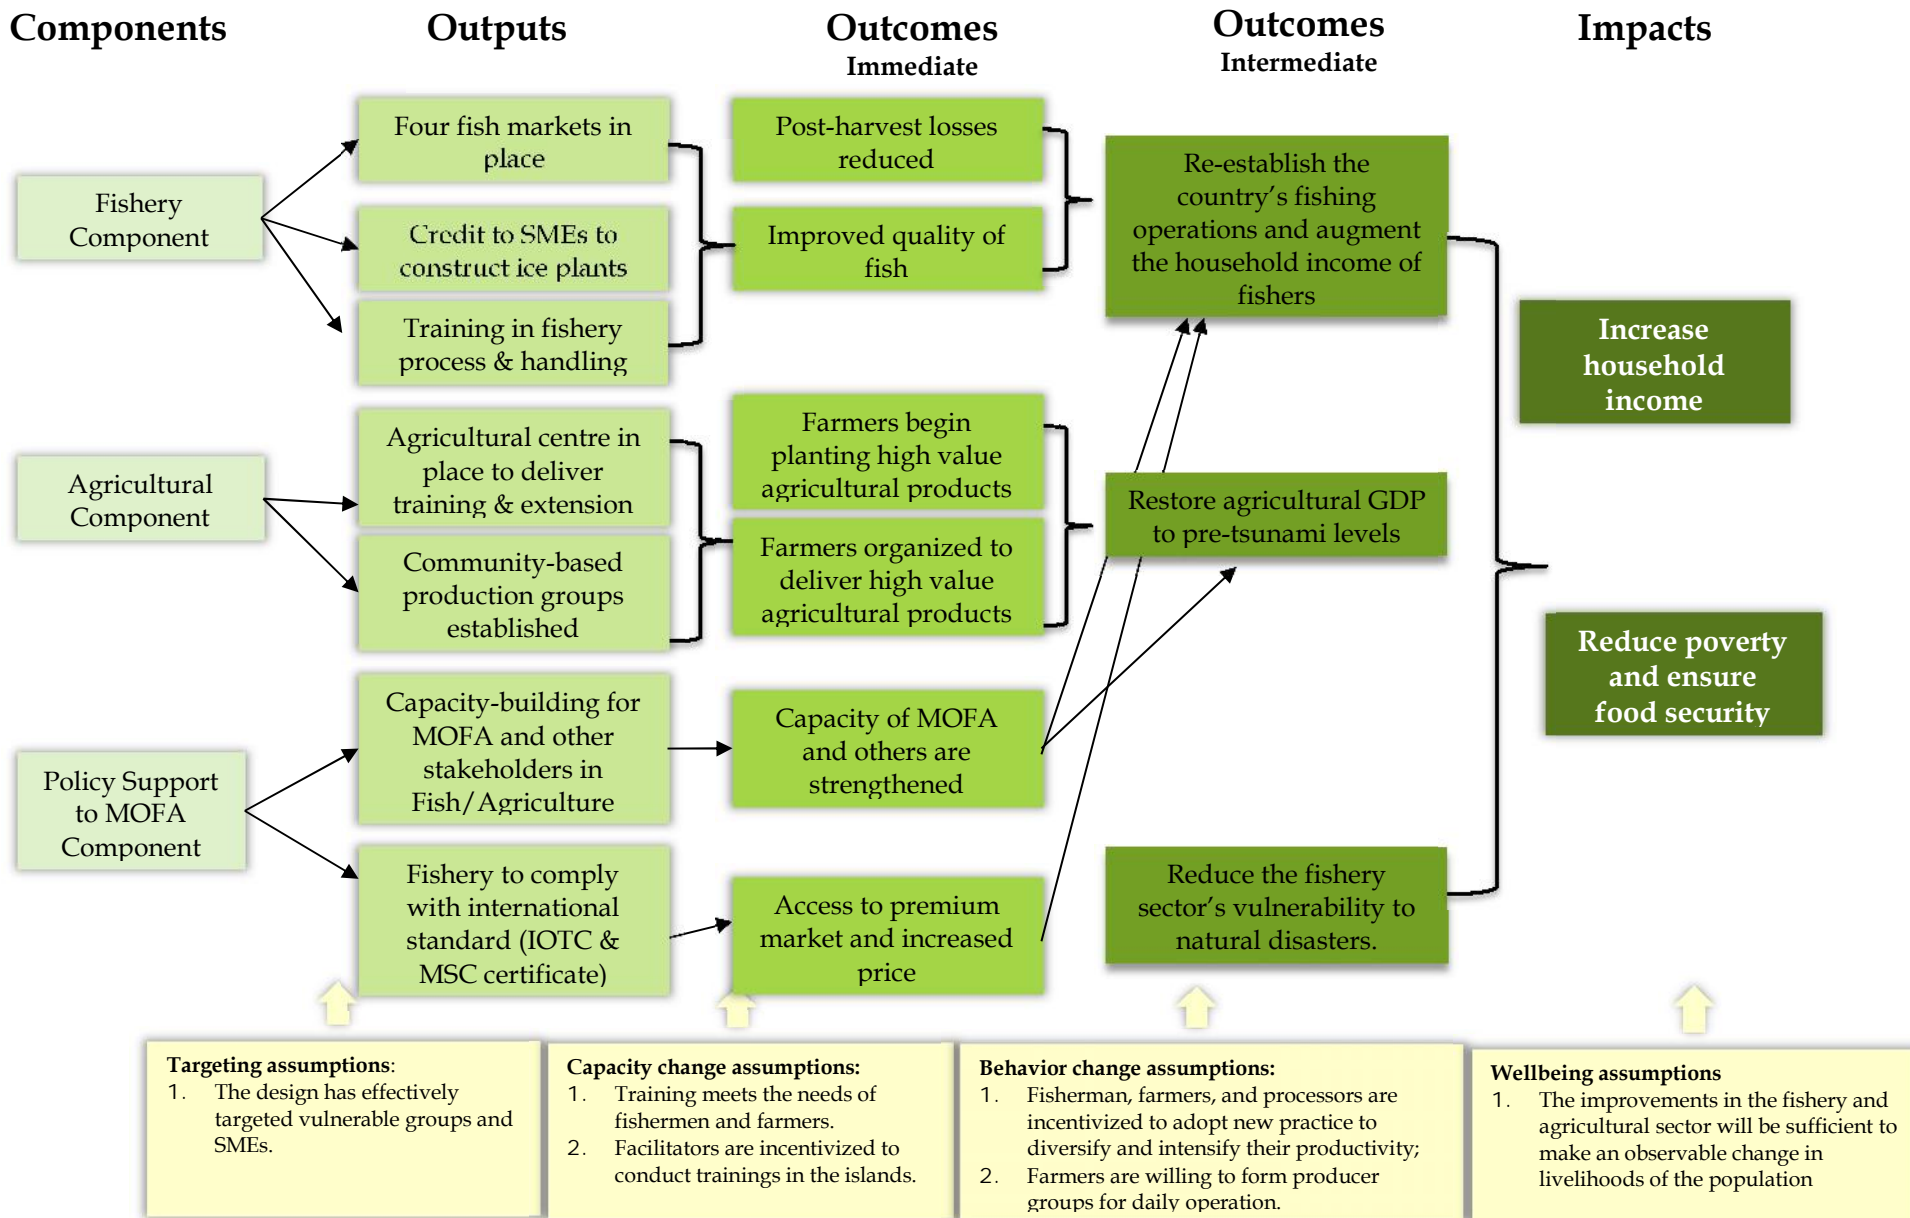 Components
Outputs
Outcomes
Immediate
Outcomes
Intermediate
Impacts
Fishery
Component
Agricultural
Component
Policy Support
to MOFA
Component
Four fish markets in
place
Credit to SMEs to
construct ice plants
Training in fishery
process & handling
Agricultural centre in
place to deliver
training & extension
Community-based
production groups
established
Capacity-building for
MOFA and other
stakeholders in
Fish/Agriculture
Fishery to comply
with international
standard (IOTC &
MSC certificate)
Post-harvest losses
reduced
Improved quality of
fish
Farmers begin
planting high value
agricultural products
Farmers organized to
deliver high value
agricultural products
Capacity of MOFA
and others are
strengthened
Access to premium
market and increased
price
Re-establish the
country's fishing
operations and augment
the household income of
fishers
Restore agricultural GDP
to pre-tsunami levels
Reduce the fishery
sector's vulnerability to
natural disasters.
Increase
household
income
Reduce poverty
and ensure
food security
Targeting assumptions:
1. The design has effectively
targeted vulnerable groups and
SMEs.
Capacity change assumptions:
1. Training meets the needs of
fishermen and farmers.
2. Facilitators are incentivized to
conduct trainings in the islands.
Behavior change assumptions:
1. Fisherman, farmers, and processors are
incentivized to adopt new practice to
diversify and intensify their productivity;
2. Farmers are willing to form producer
groups for daily operation.
Wellbeing assumptions
1. The improvements in the fishery and
agricultural sector will be sufficient to
make an observable change in
livelihoods of the population